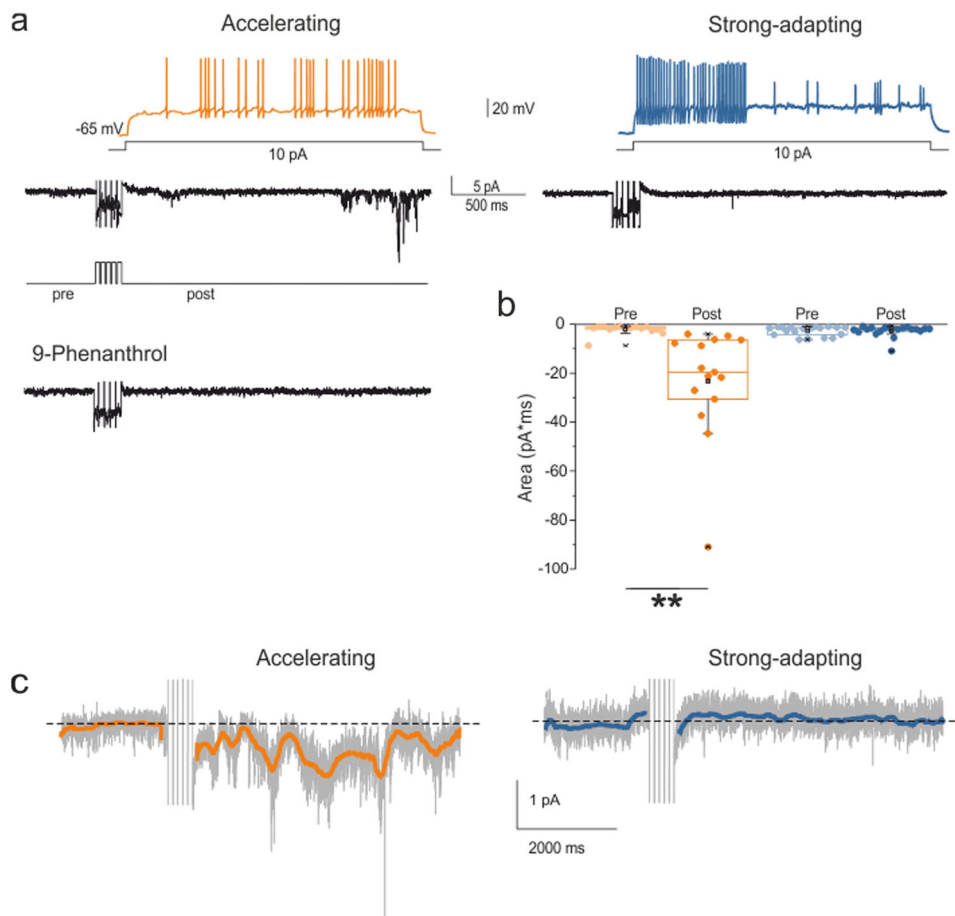 a
Accelerating
Strong-adapting
20 mV
-65 mV
10 pA
10 pA
5 pA
500 ms
pre
post
9-Phenanthrol
b
Pre
Post
Pre
Post
0
-20
-40
-60
-80
-100
Area (pA*ms)
**
c
Accelerating
Strong-adapting
1 pA
2000 ms